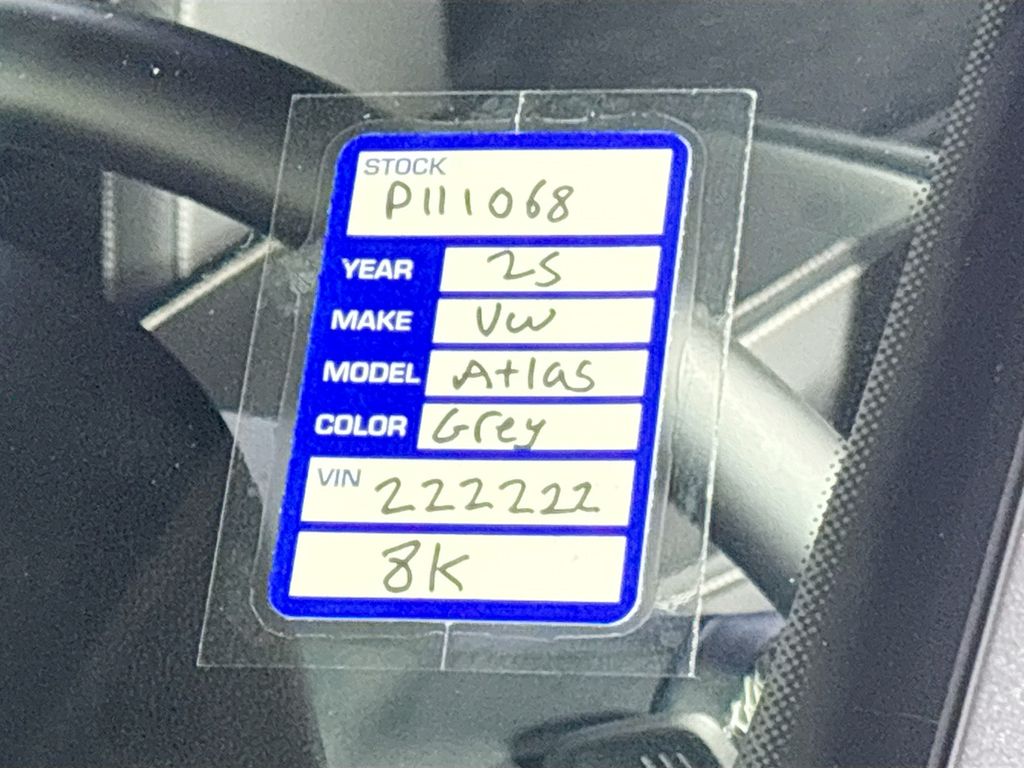 STOCK
P111068
YEAR 25
MAKE VW
MODEL Atlas
COLOR Grey
VIN 222222
8K